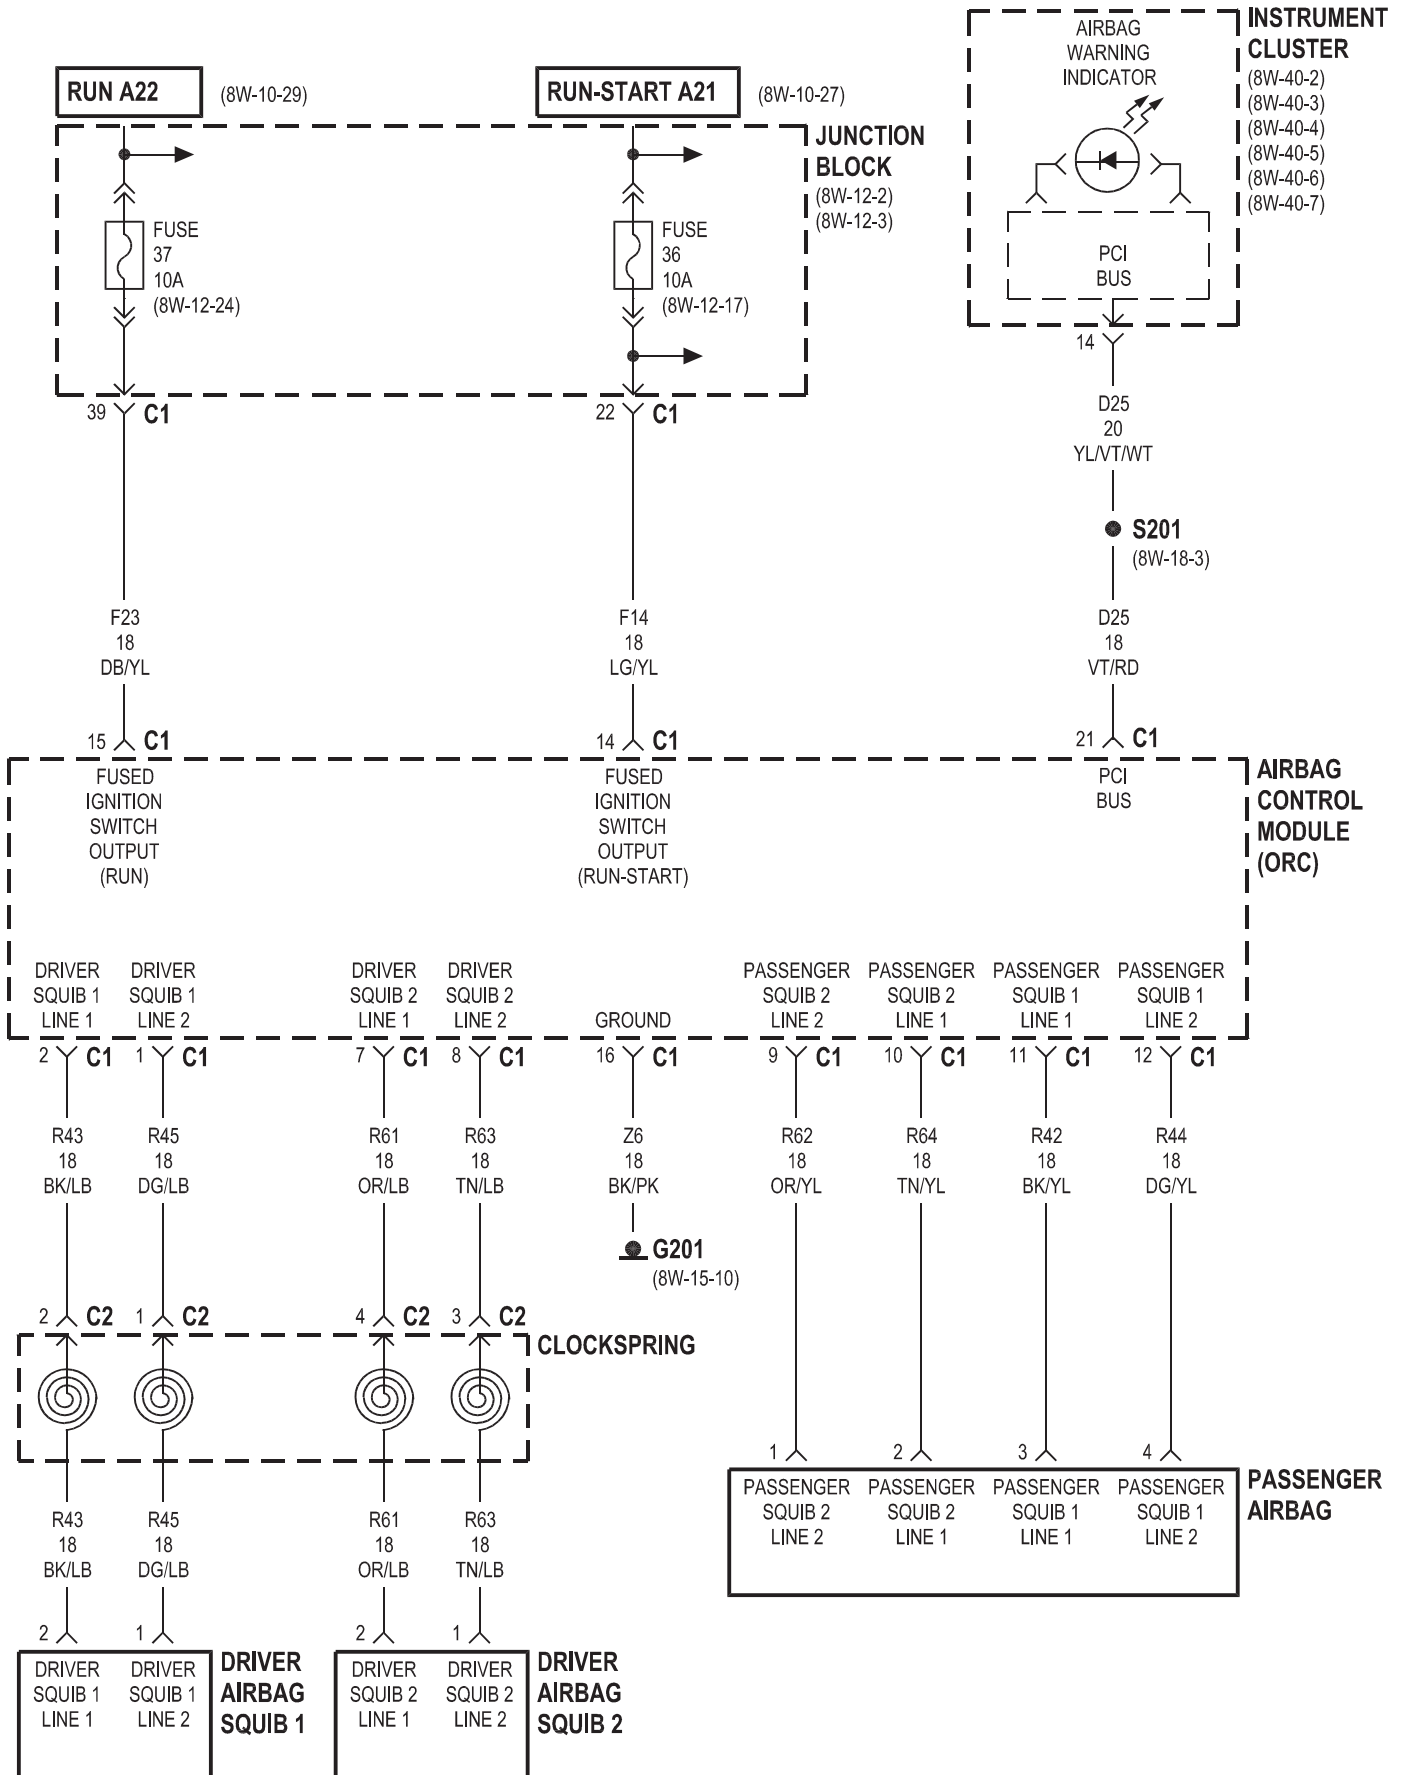 RUN A22
(8W-10-29)
RUN-START A21
(8W-10-27)
JUNCTION
BLOCK
(8W-12-2)
(8W-12-3)
FUSE
37
10A
(8W-12-24)
FUSE
36
10A
(8W-12-17)
AIRBAG
WARNING
INDICATOR
INSTRUMENT
CLUSTER
(8W-40-2)
(8W-40-3)
(8W-40-4)
(8W-40-5)
(8W-40-6)
(8W-40-7)
PCI
BUS
39 C1
22 C1
14
D25
20
YL/VT/WT
S201
(8W-18-3)
F23
18
DB/YL
F14
18
LG/YL
D25
18
VT/RD
15 C1
14 C1
21 C1
FUSED
IGNITION
SWITCH
OUTPUT
(RUN)
FUSED
IGNITION
SWITCH
OUTPUT
(RUN-START)
PCI
BUS
AIRBAG
CONTROL
MODULE
(ORC)
DRIVER
SQUIB 1
LINE 1
DRIVER
SQUIB 1
LINE 2
DRIVER
SQUIB 2
LINE 1
DRIVER
SQUIB 2
LINE 2
GROUND
PASSENGER
SQUIB 2
LINE 2
PASSENGER
SQUIB 2
LINE 1
PASSENGER
SQUIB 1
LINE 1
PASSENGER
SQUIB 1
LINE 2
2 C1
1 C1
7 C1
8 C1
16 C1
9 C1
10 C1
11 C1
12 C1
R43
18
BK/LB
R45
18
DG/LB
R61
18
OR/LB
R63
18
TN/LB
Z6
18
BK/PK
R62
18
OR/YL
R64
18
TN/YL
R42
18
BK/YL
R44
18
DG/YL
G201
(8W-15-10)
2 C2
1 C2
4 C2
3 C2
CLOCKSPRING
R43
18
BK/LB
R45
18
DG/LB
R61
18
OR/LB
R63
18
TN/LB
1
2
3
4
PASSENGER
SQUIB 2
LINE 2
PASSENGER
SQUIB 2
LINE 1
PASSENGER
SQUIB 1
LINE 1
PASSENGER
SQUIB 1
LINE 2
PASSENGER
AIRBAG
2
1
2
1
DRIVER
SQUIB 1
LINE 1
DRIVER
SQUIB 1
LINE 2
DRIVER
AIRBAG
SQUIB 1
DRIVER
SQUIB 2
LINE 1
DRIVER
SQUIB 2
LINE 2
DRIVER
AIRBAG
SQUIB 2